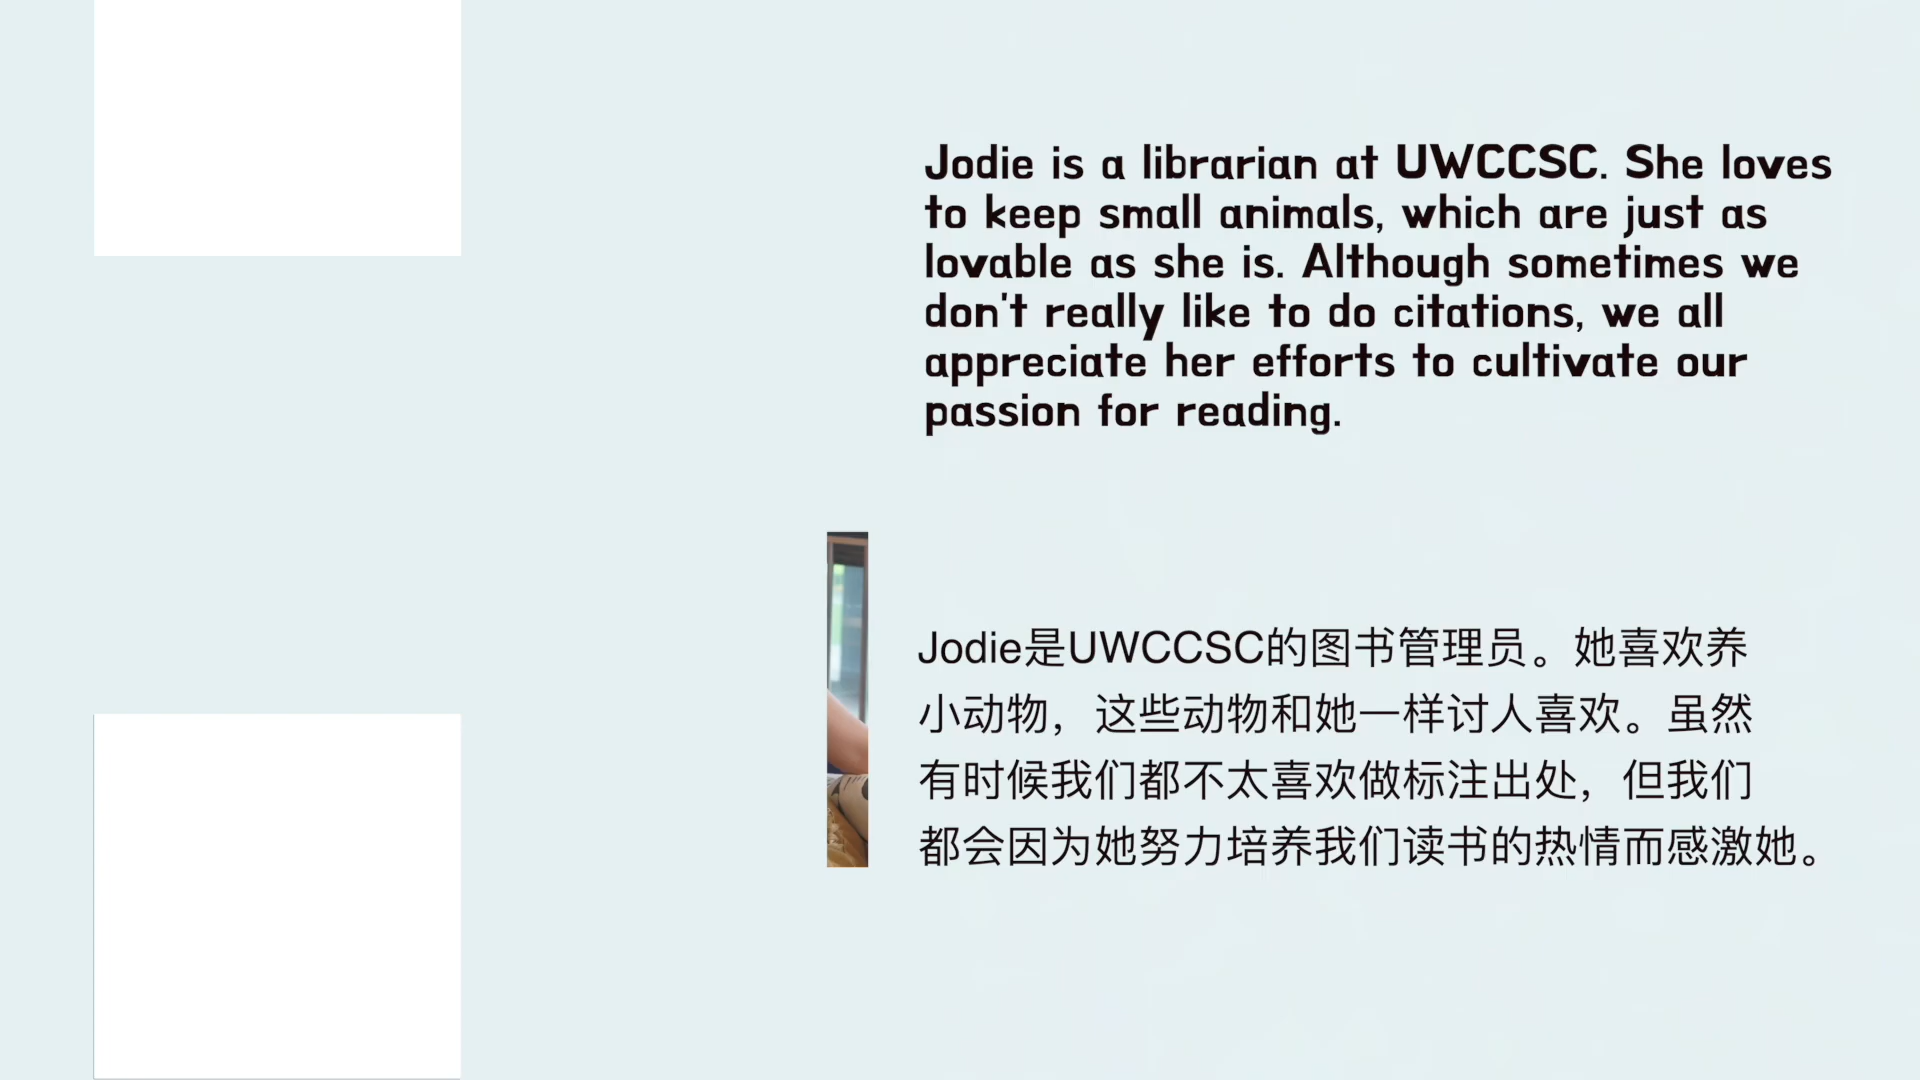 Jodie is a librarian at UWCCSC. She loves
to keep small animals, which are just as
lovable as she is. Although sometimes we
don't really like to do citations, we all
appreciate her efforts to cultivate our
passion for reading.
Jodie是UWCCSC的图书管理员。她喜欢养
小动物，这些动物和她一样讨人喜欢。虽然
有时候我们都不太喜欢做标注出处，但我们
都会因为她努力培养我们读书的热情而感激她。